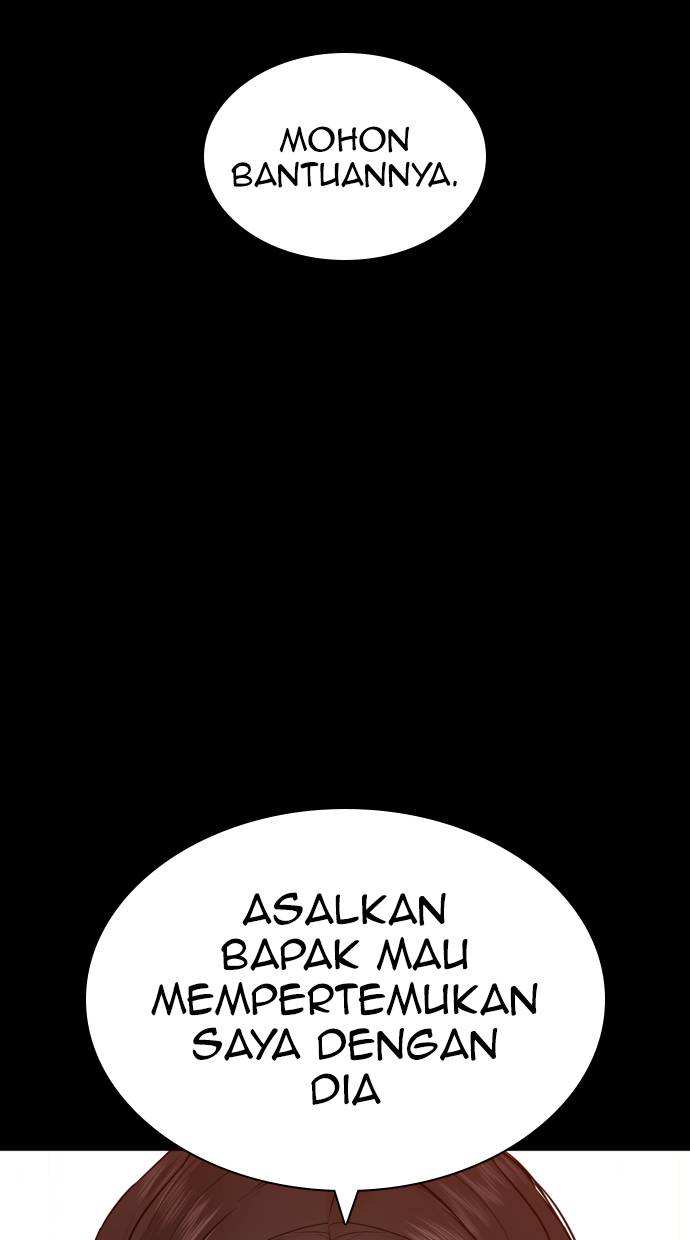 MOHON
BANTUANNYA.
ASALKAN
BAPAK MAU
MEMPERTEMUKAN
SAYA DENGAN
DIA